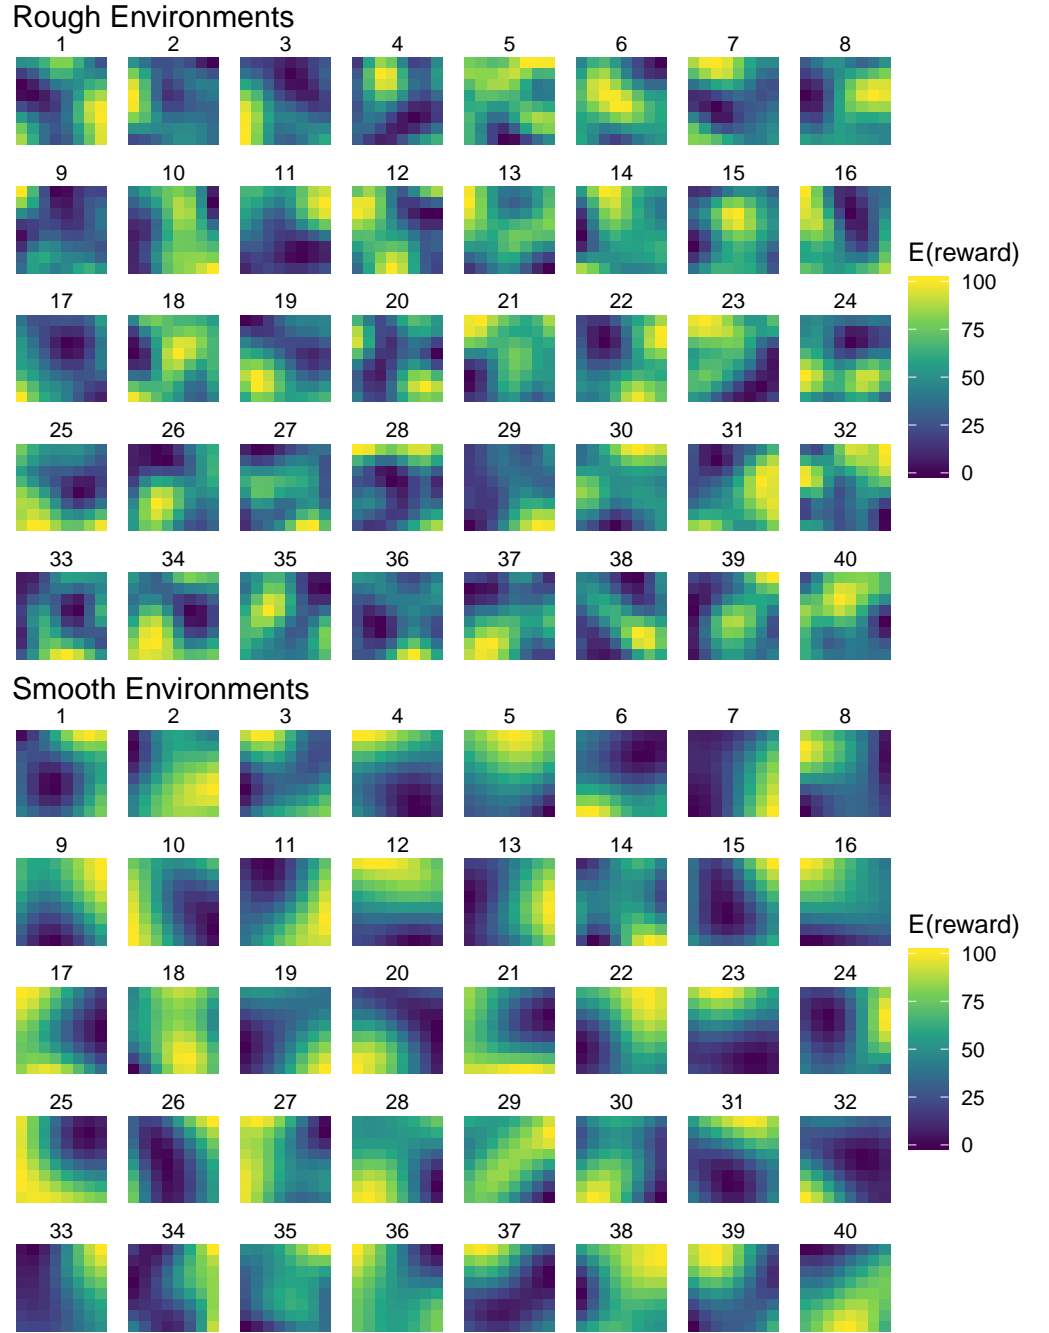 Rough Environments
1 2 3 4 5 6 7 8
9 10 11 12 13 14 15 16
17 18 19 20 21 22 23 24
25 26 27 28 29 30 31 32
33 34 35 36 37 38 39 40
E(reward)
100
75
50
25
0
Smooth Environments
1 2 3 4 5 6 7 8
9 10 11 12 13 14 15 16
17 18 19 20 21 22 23 24
25 26 27 28 29 30 31 32
33 34 35 36 37 38 39 40
E(reward)
100
75
50
25
0